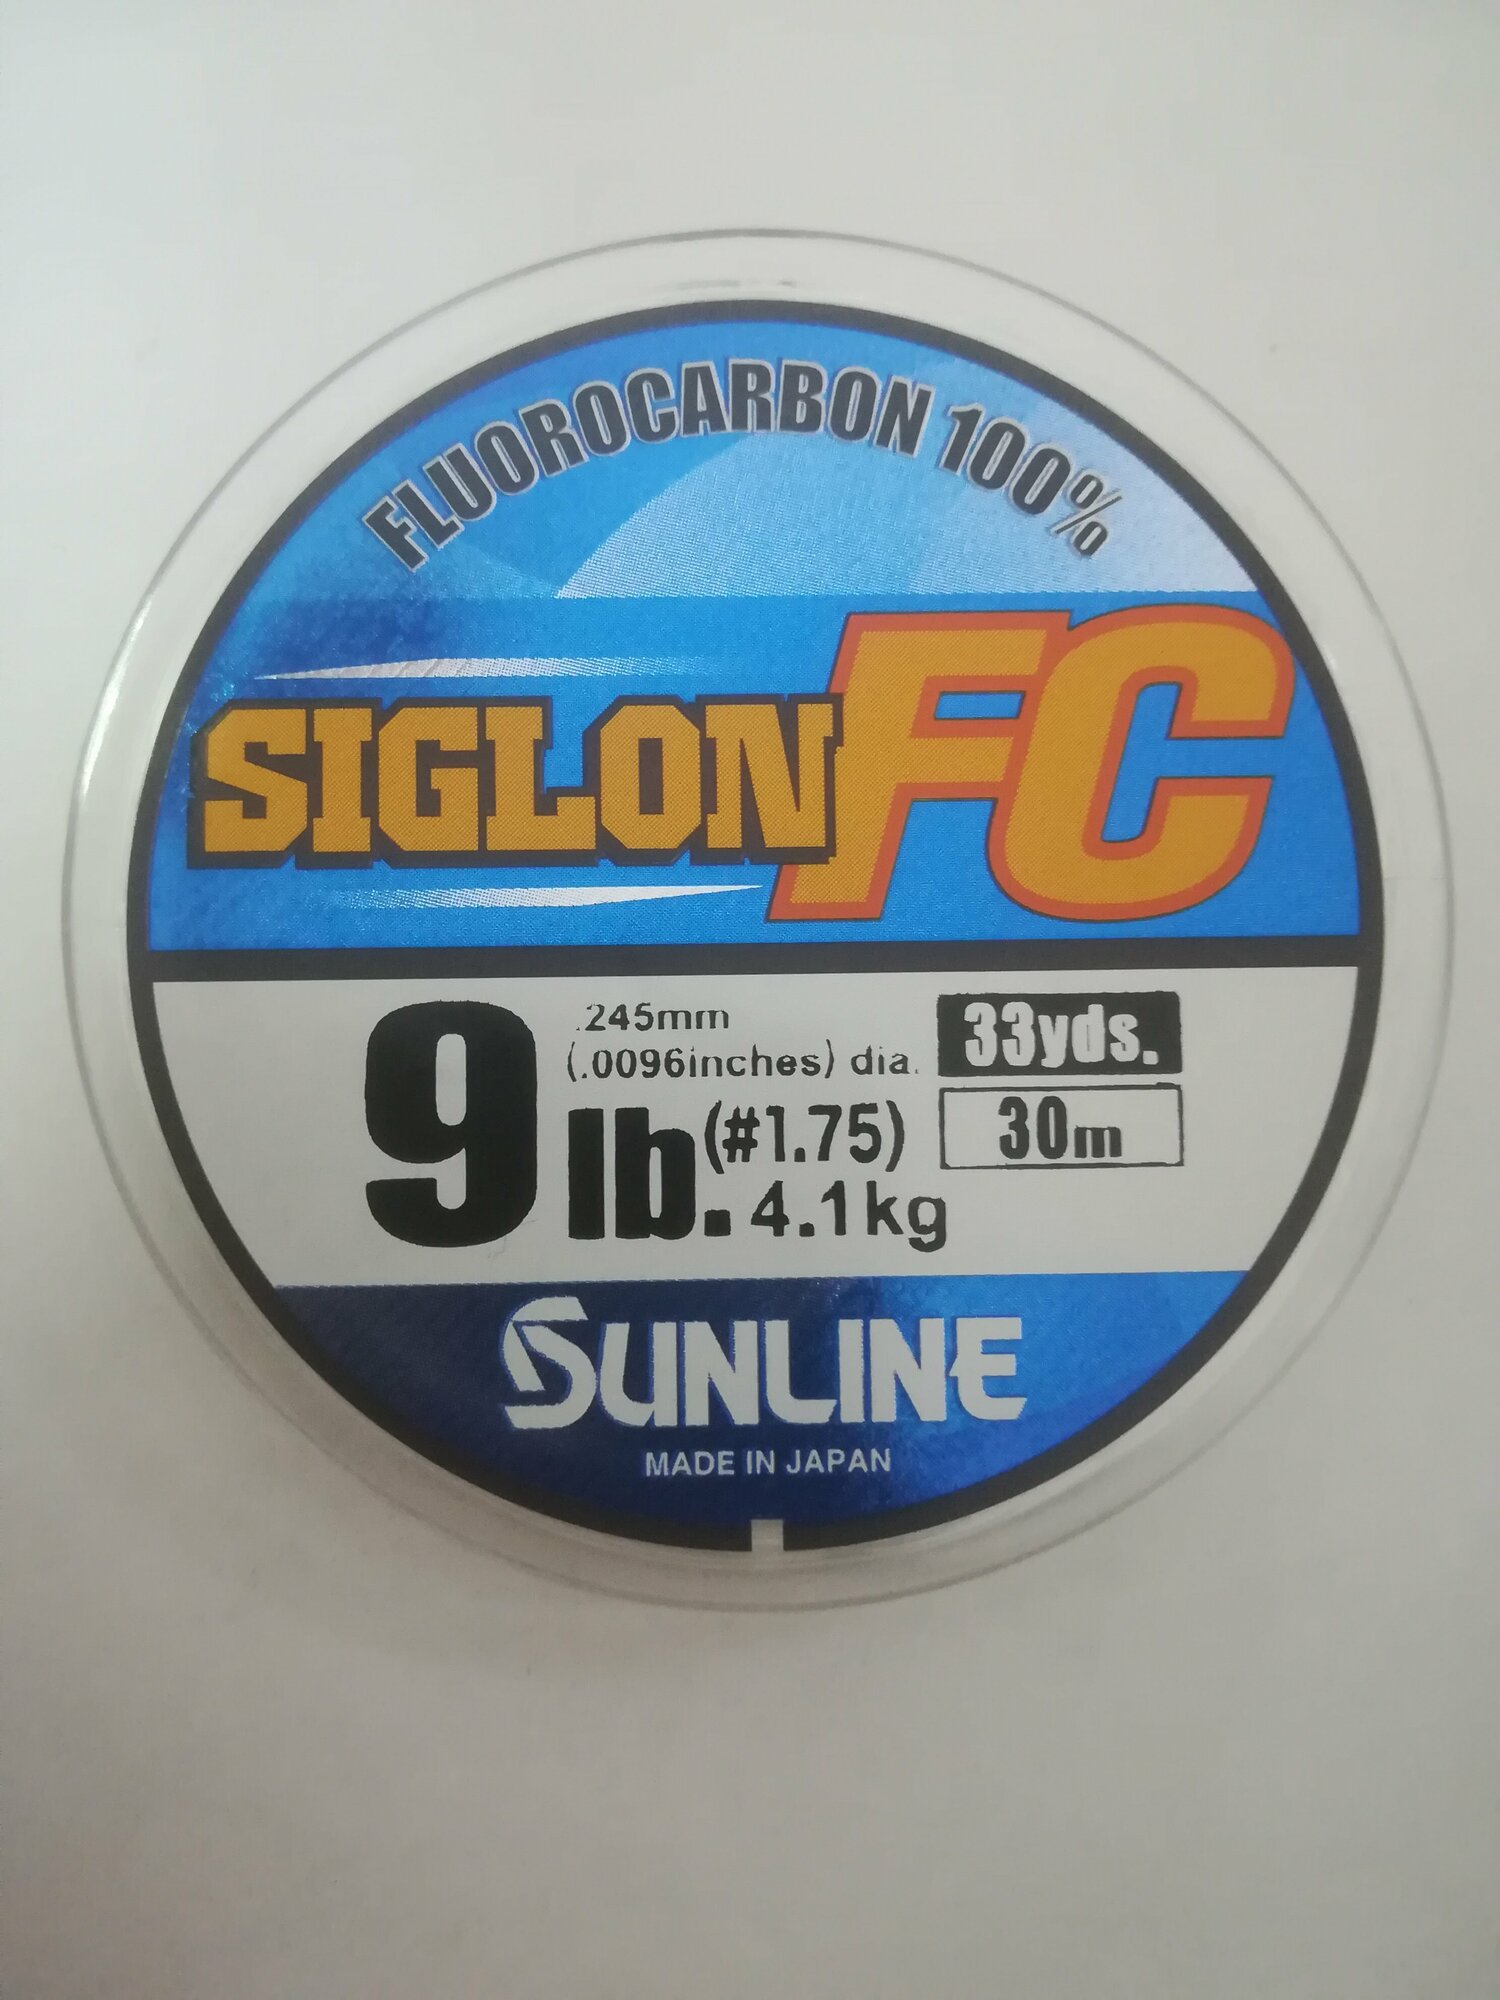 FLUOROCARBON 100%
SIGLON FC
9 lb.
.245mm
(.0096inches) dia.
(#1.75)
4.1kg
33yds.
30m
SUNLINE
MADE IN JAPAN